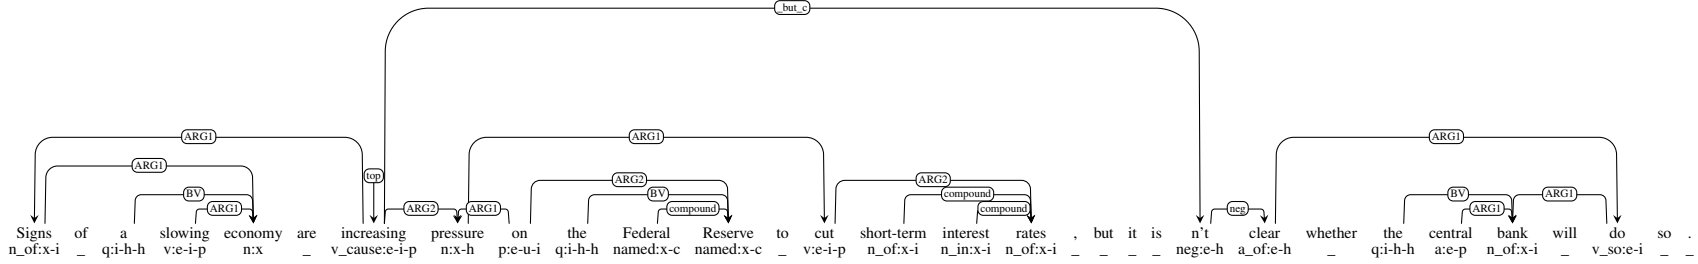 _but_c
ARG1 ARG1 ARG1
ARG1
top
ARG2 ARG2
BV BV compound BV ARG1
ARG1 ARG2 ARG1 compound compound neg ARG1
Signs of a slowing economy are increasing pressure on the Federal Reserve to cut short-term interest rates , but it is n't clear whether the central bank will do so .
n_of:x-i _ q:i-h-h v:e-i-p n:x _ v_cause:e-i-p n:x-h p:e-u-i q:i-h-h named:x-c named:x-c _ v:e-i-p n_of:x-i n_in:x-i n_of:x-i _ _ _ _ neg:e-h a_of:e-h _ q:i-h-h a:e-p n_of:x-i _ v_so:e-i _ _